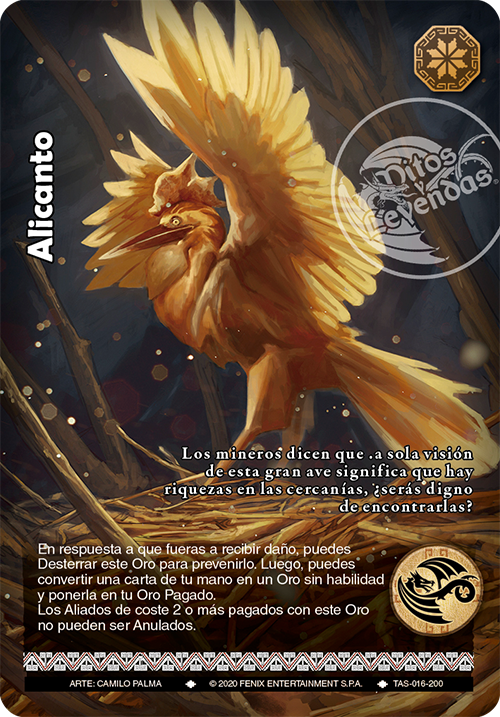 Alicanto
Mitos
y
Leyendas
Los mineros dicen que .a sola visión
de esta gran ave significa que hay
riquezas en las cercanías, ¿serás digno
de encontrarlas?
En respuesta a que fueras a recibir daño, puedes
Desterrar este Oro para prevenirlo. Luego, puedes
convertir una carta de tu mano en un Oro sin habilidad
y ponerla en tu Oro Pagado.
Los Aliados de coste 2 o más pagados con este Oro
no pueden ser Anulados.
ARTE: CAMILO PALMA © 2020 FENIX ENTERTAINMENT S.P.A. TAS-016-200